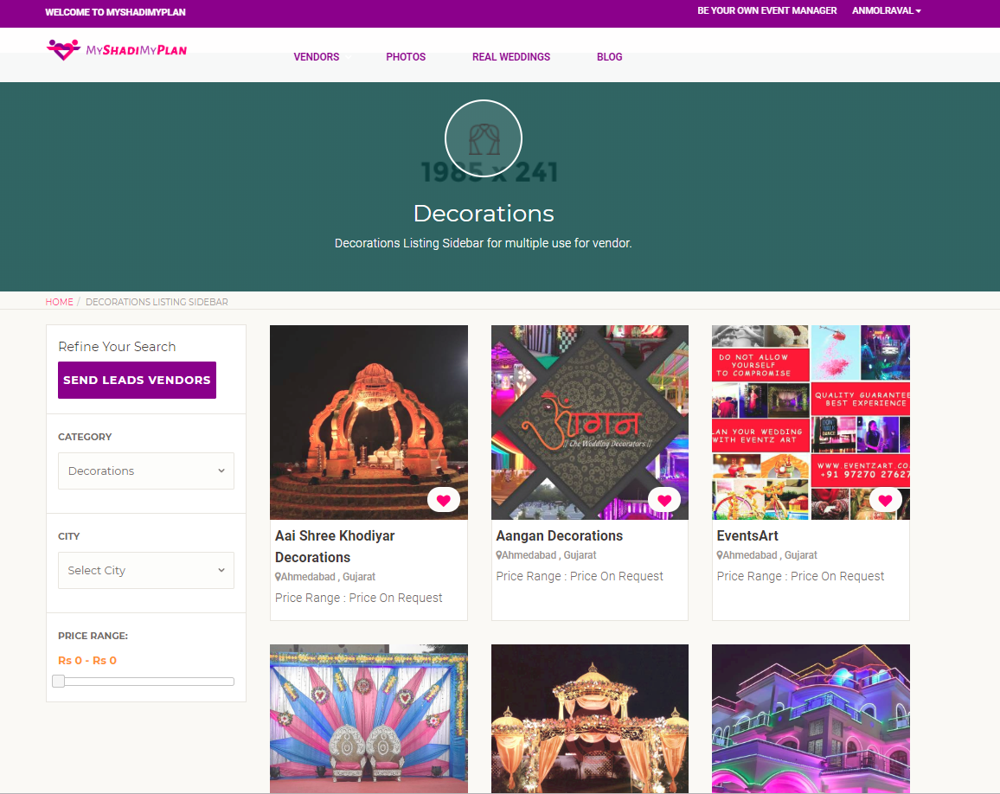 WELCOME TO MYSHADIMYPLAN
BE YOUR OWN EVENT MANAGER
ANMOLRAVAL
MYSHADIMYPLAN
VENDORS
PHOTOS
REAL WEDDINGS
BLOG
1985 x 241
Decorations
Decorations Listing Sidebar for multiple use for vendor.
HOME / DECORATIONS LISTING SIDEBAR
Refine Your Search
SEND LEADS VENDORS
CATEGORY
Decorations
CITY
Select City
PRICE RANGE:
Rs 0 - Rs 0
Aai Shree Khodiyar
Decorations
Ahmedabad , Gujarat
Price Range : Price On Request
आगन
// The Wedding Decorators //
Aangan Decorations
Ahmedabad , Gujarat
Price Range : Price On Request
DO NOT ALLOW
YOURSELF
TO COMPROMISE
QUALITY GUARANTEE
BEST EXPERIENCE
LAN YOUR WEDDING
WITH EVENTZ ART
DON'T
WALK
DANCE
WWW.EVENTZART.CO
+91 97270 27627
EventsArt
Ahmedabad , Gujarat
Price Range : Price On Request